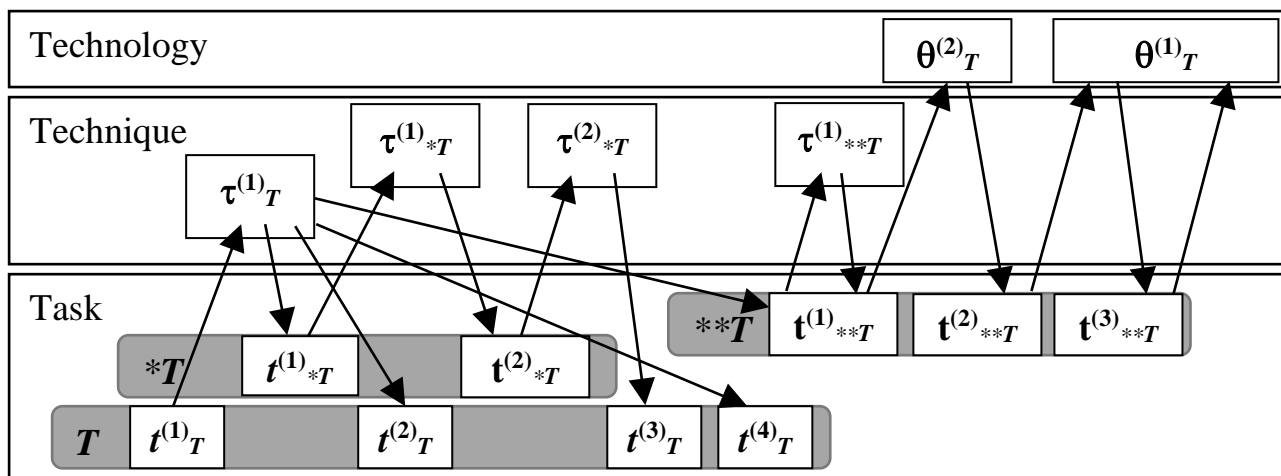 Technology
θ(2)T
θ(1)T
Technique
τ(1)*T
τ(2)*T
τ(1)**T
τ(1)T
Task
**T
t(1)**T
t(2)**T
t(3)**T
*T
t(1)*T
t(2)*T
T
t(1)T
t(2)T
t(3)T
t(4)T